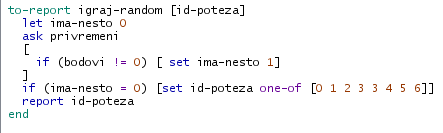 to-report igraj-random [id-poteza]
let ima-nesto 0
ask privremeni
[
if (bodovi != 0) [ set ima-nesto 1]
]
if (ima-nesto = 0) [set id-poteza one-of [0 1 2 3 3 4 5 6]]
report id-poteza
end